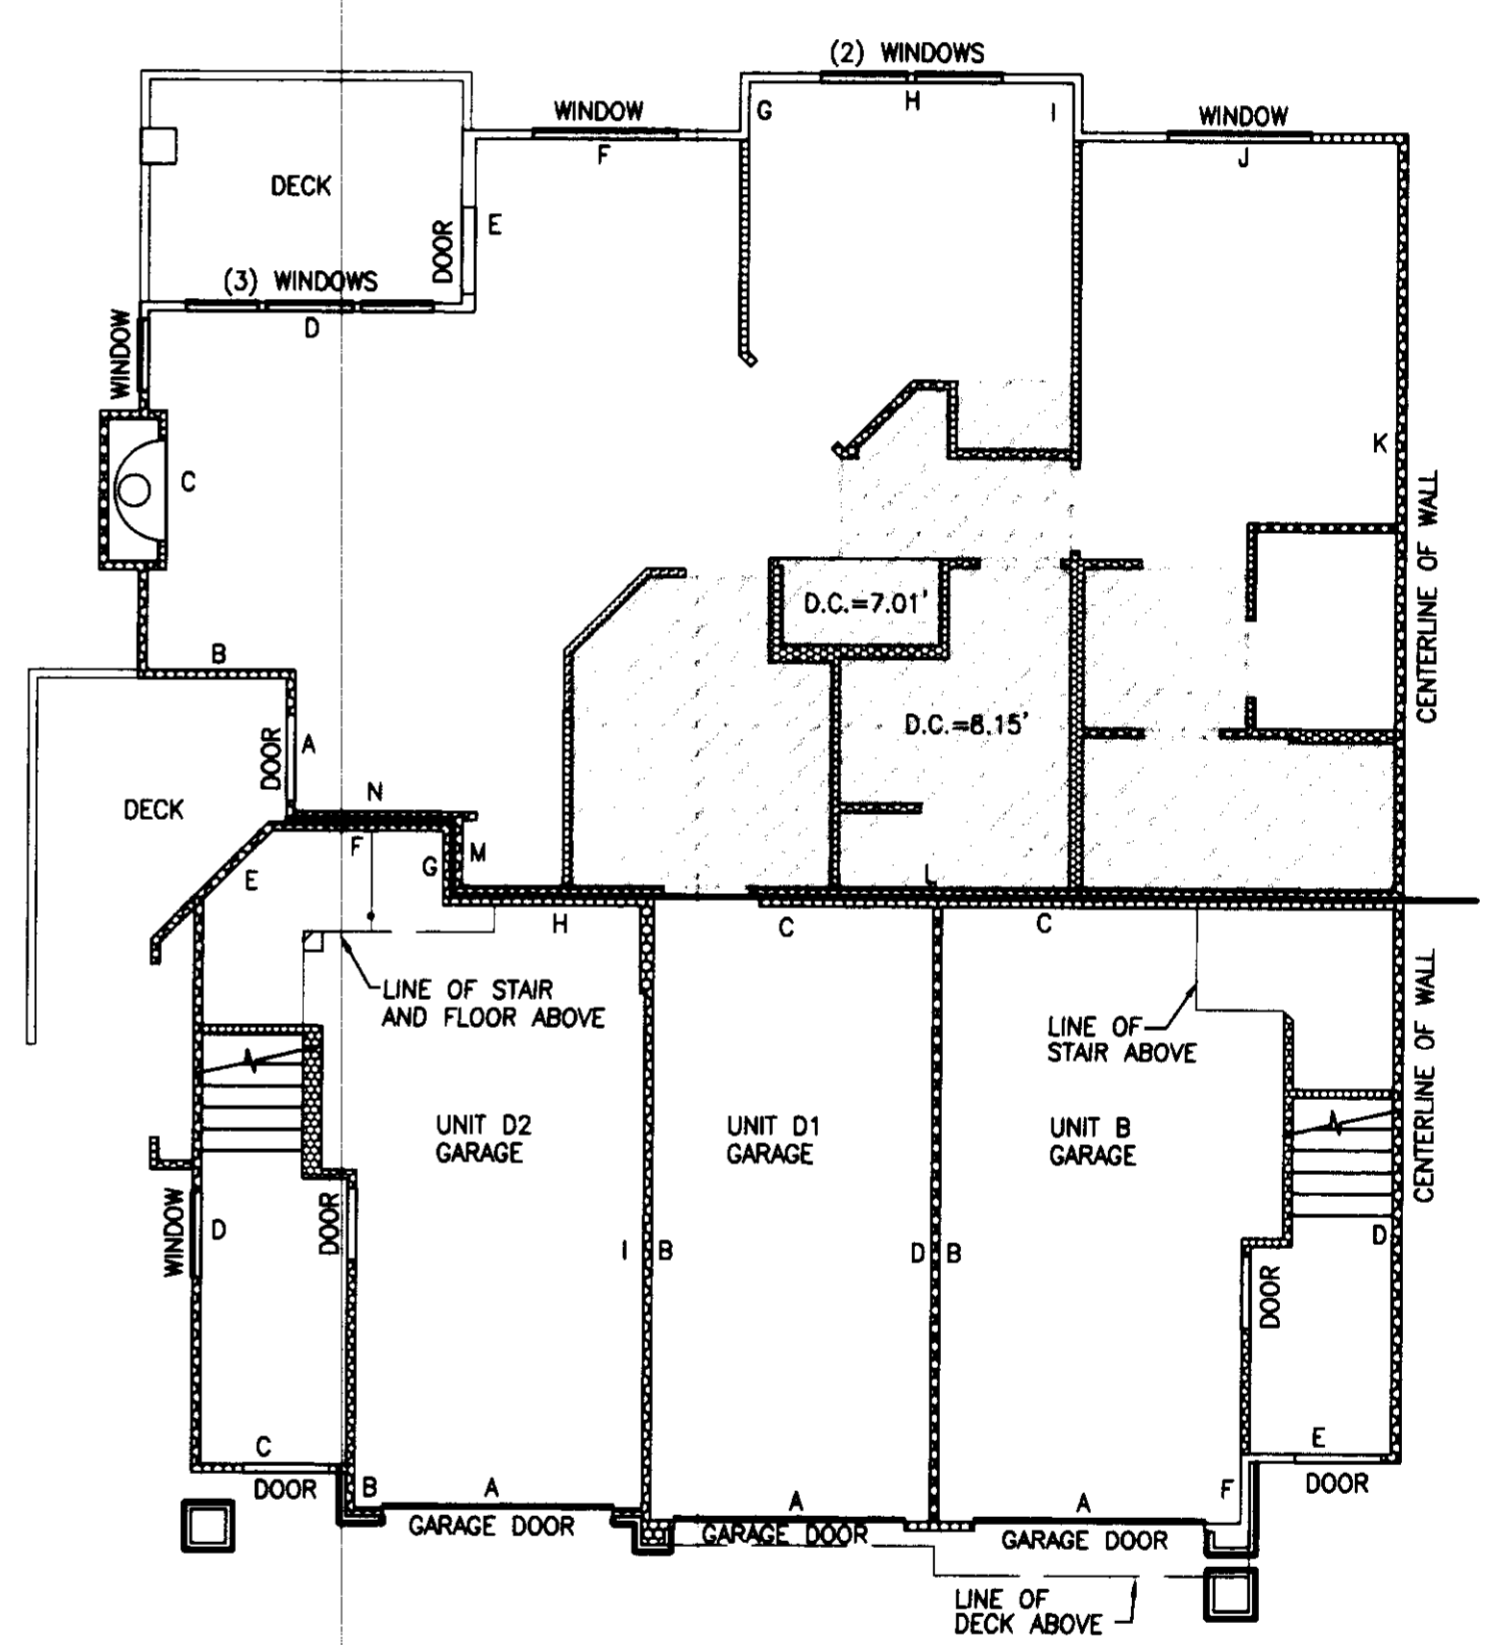 (2) WINDOWS
G
H
I
WINDOW
F
WINDOW
J
DECK
E
DOOR
(3) WINDOWS
D
WINDOW
C
K
CENTERLINE OF WALL
D.C.=7.01'
B
D.C.=8.15'
A
DOOR
DECK
N
F
G
M
E
L
H
C
C
LINE OF STAIR
AND FLOOR ABOVE
LINE OF
STAIR ABOVE
CENTERLINE OF WALL
UNIT D2
GARAGE
UNIT D1
GARAGE
UNIT B
GARAGE
WINDOW
D
DOOR
I
B
D
B
DOOR
D
C
DOOR
B
A
GARAGE DOOR
A
GARAGE DOOR
A
GARAGE DOOR
F
E
DOOR
LINE OF
DECK ABOVE